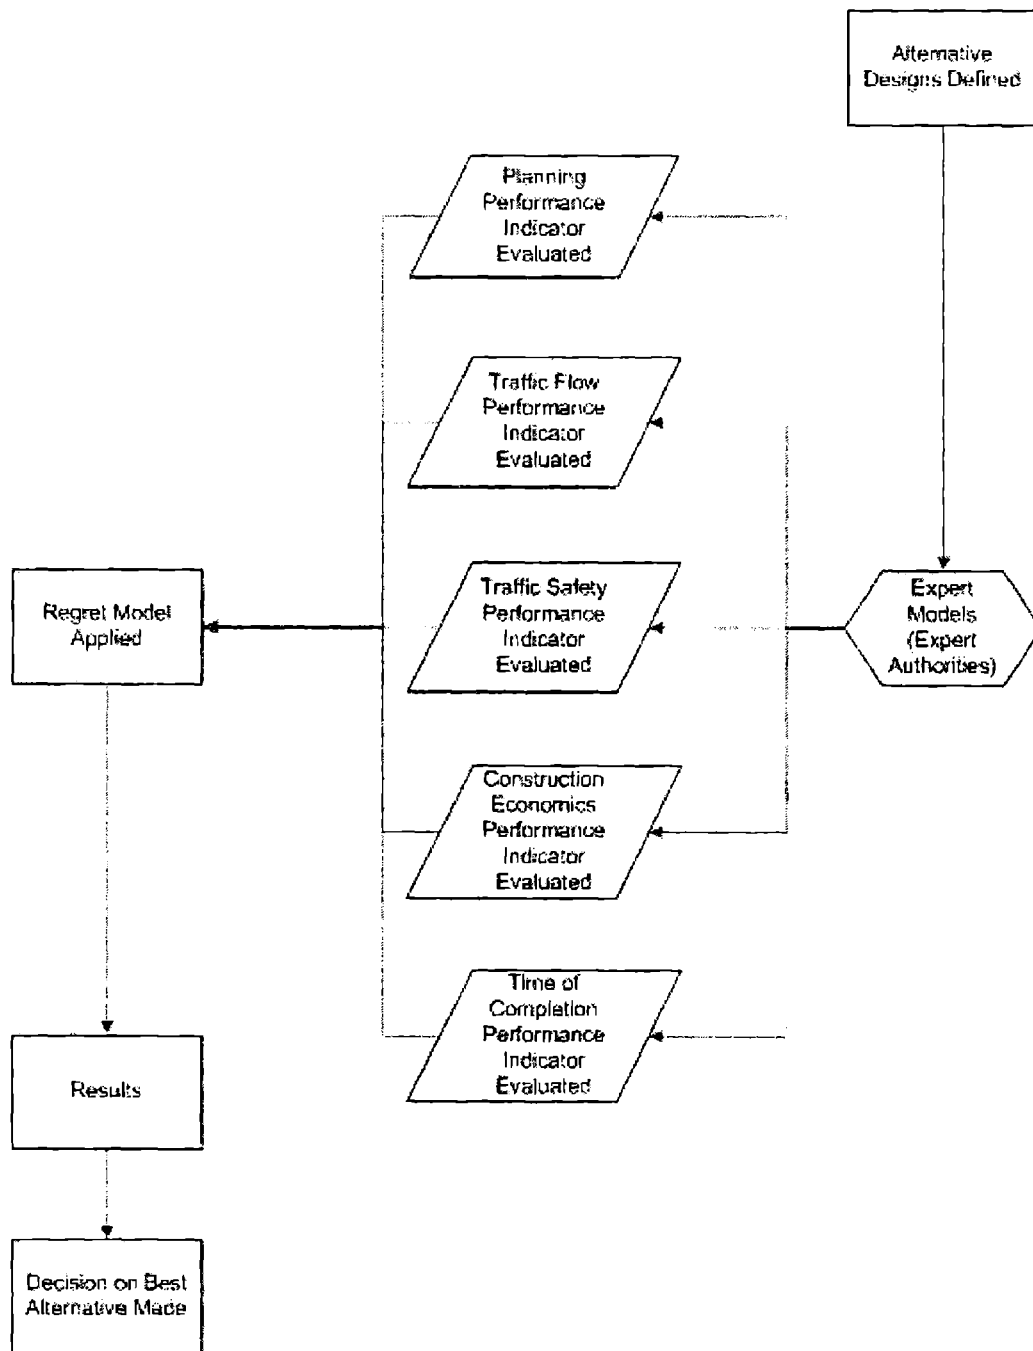 Alternative
Designs Defined
Planning
Performance
Indicator
Evaluated
Traffic Flow
Performance
Indicator
Evaluated
Traffic Safety
Performance
Indicator
Evaluated
Expert
Models
(Expert
Authorities)
Regret Model
Applied
Construction
Economics
Performance
Indicator
Evaluated
Time of
Completion
Performance
Indicator
Evaluated
Results
Decision on Best
Alternative Made